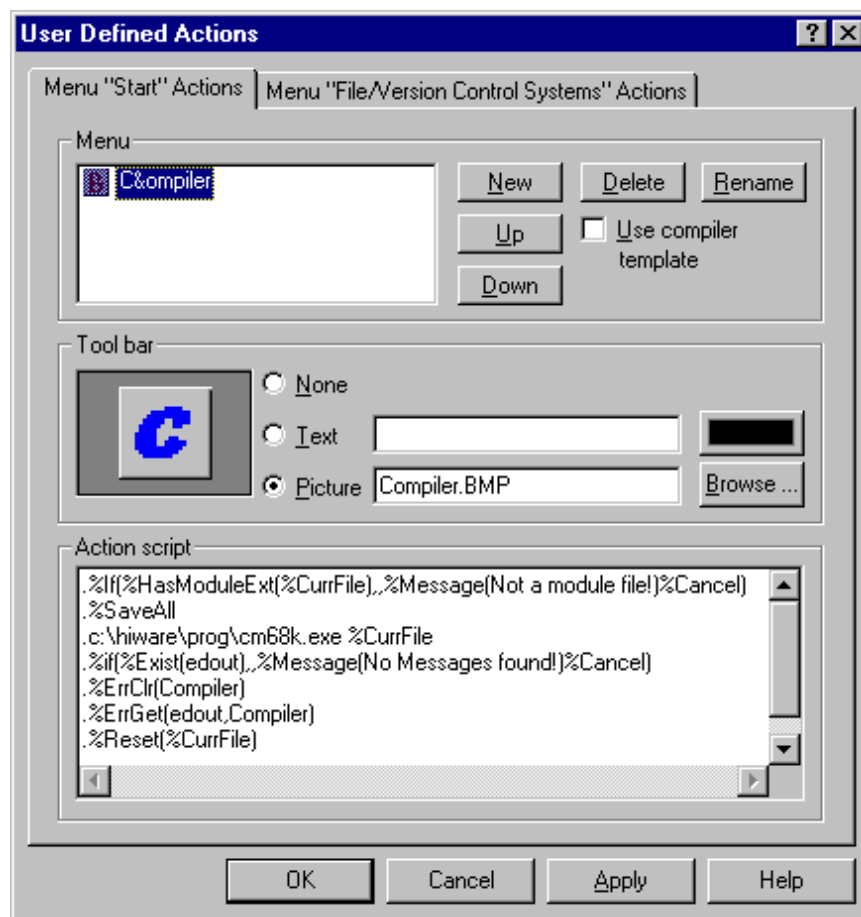 User Defined Actions
Menu "Start" Actions Menu "File/Version Control Systems" Actions
Menu
C&ompiler
New Delete Rename
Up Use compiler
template
Down
Tool bar
C
None
Text
Picture Compiler.BMP Browse ...
Action script
.%If(%HasModuleExt(%CurrFile),,%Message(Not a module file!)%Cancel)
.%SaveAll
.c:\hiware\prog\cm68k.exe %CurrFile
.%if(%Exist(edout),,%Message(No Messages found!)%Cancel)
.%ErrClr(Compiler)
.%ErrGet(edout,Compiler)
.%Reset(%CurrFile)
OK Cancel Apply Help